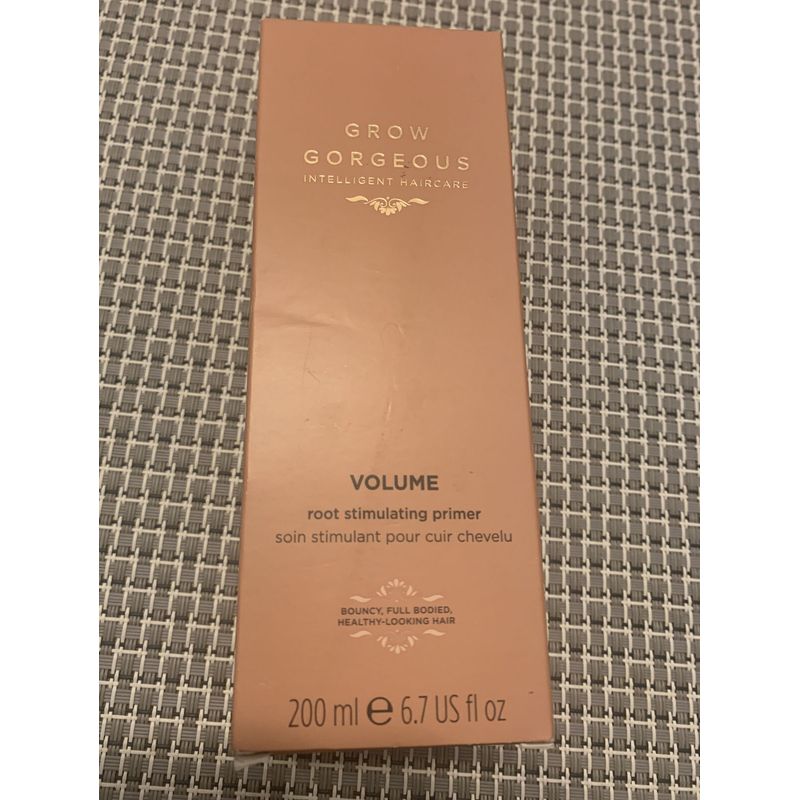 GROW
GORGEOUS
INTELLIGENT HAIRCARE
VOLUME
root stimulating primer
soin stimulant pour cuir chevelu
BOUNCY, FULL BODIED,
HEALTHY-LOOKING HAIR
200 ml ℮ 6.7 US fl oz